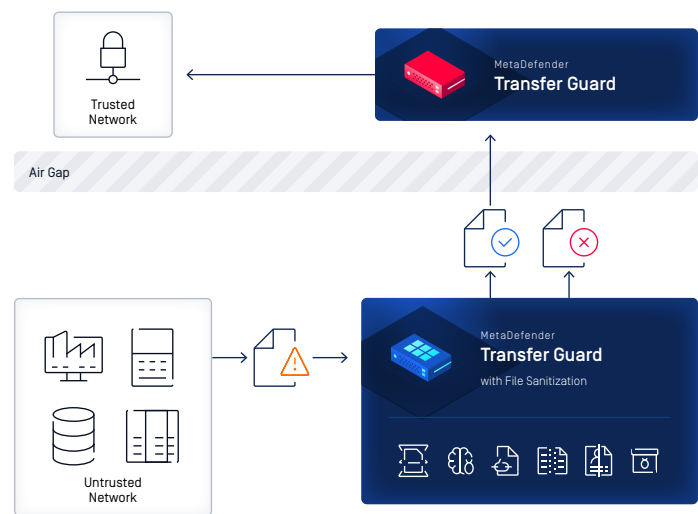 MetaDefender
Transfer Guard
Trusted
Network
Air Gap
MetaDefender
Transfer Guard
with File Sanitization
Untrusted
Network